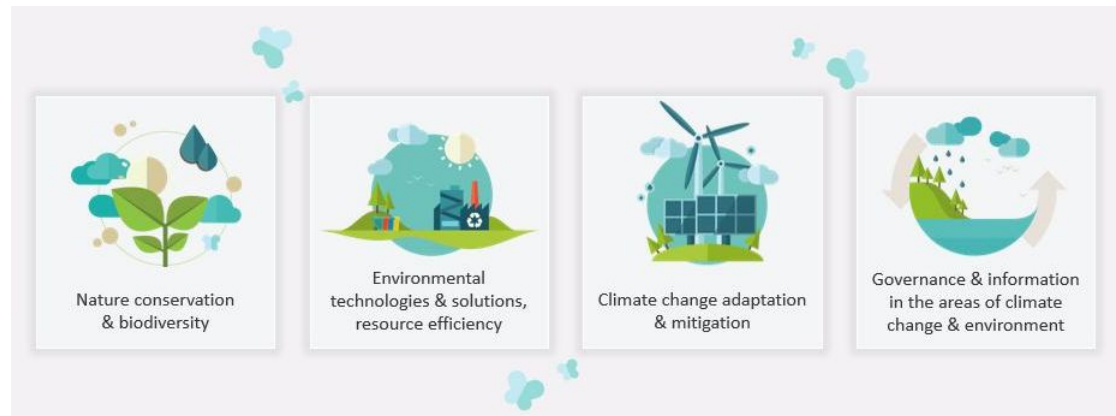 Nature conservation
& biodiversity
Environmental
technologies & solutions,
resource efficiency
Climate change adaptation
& mitigation
Governance & information
in the areas of climate
change & environment